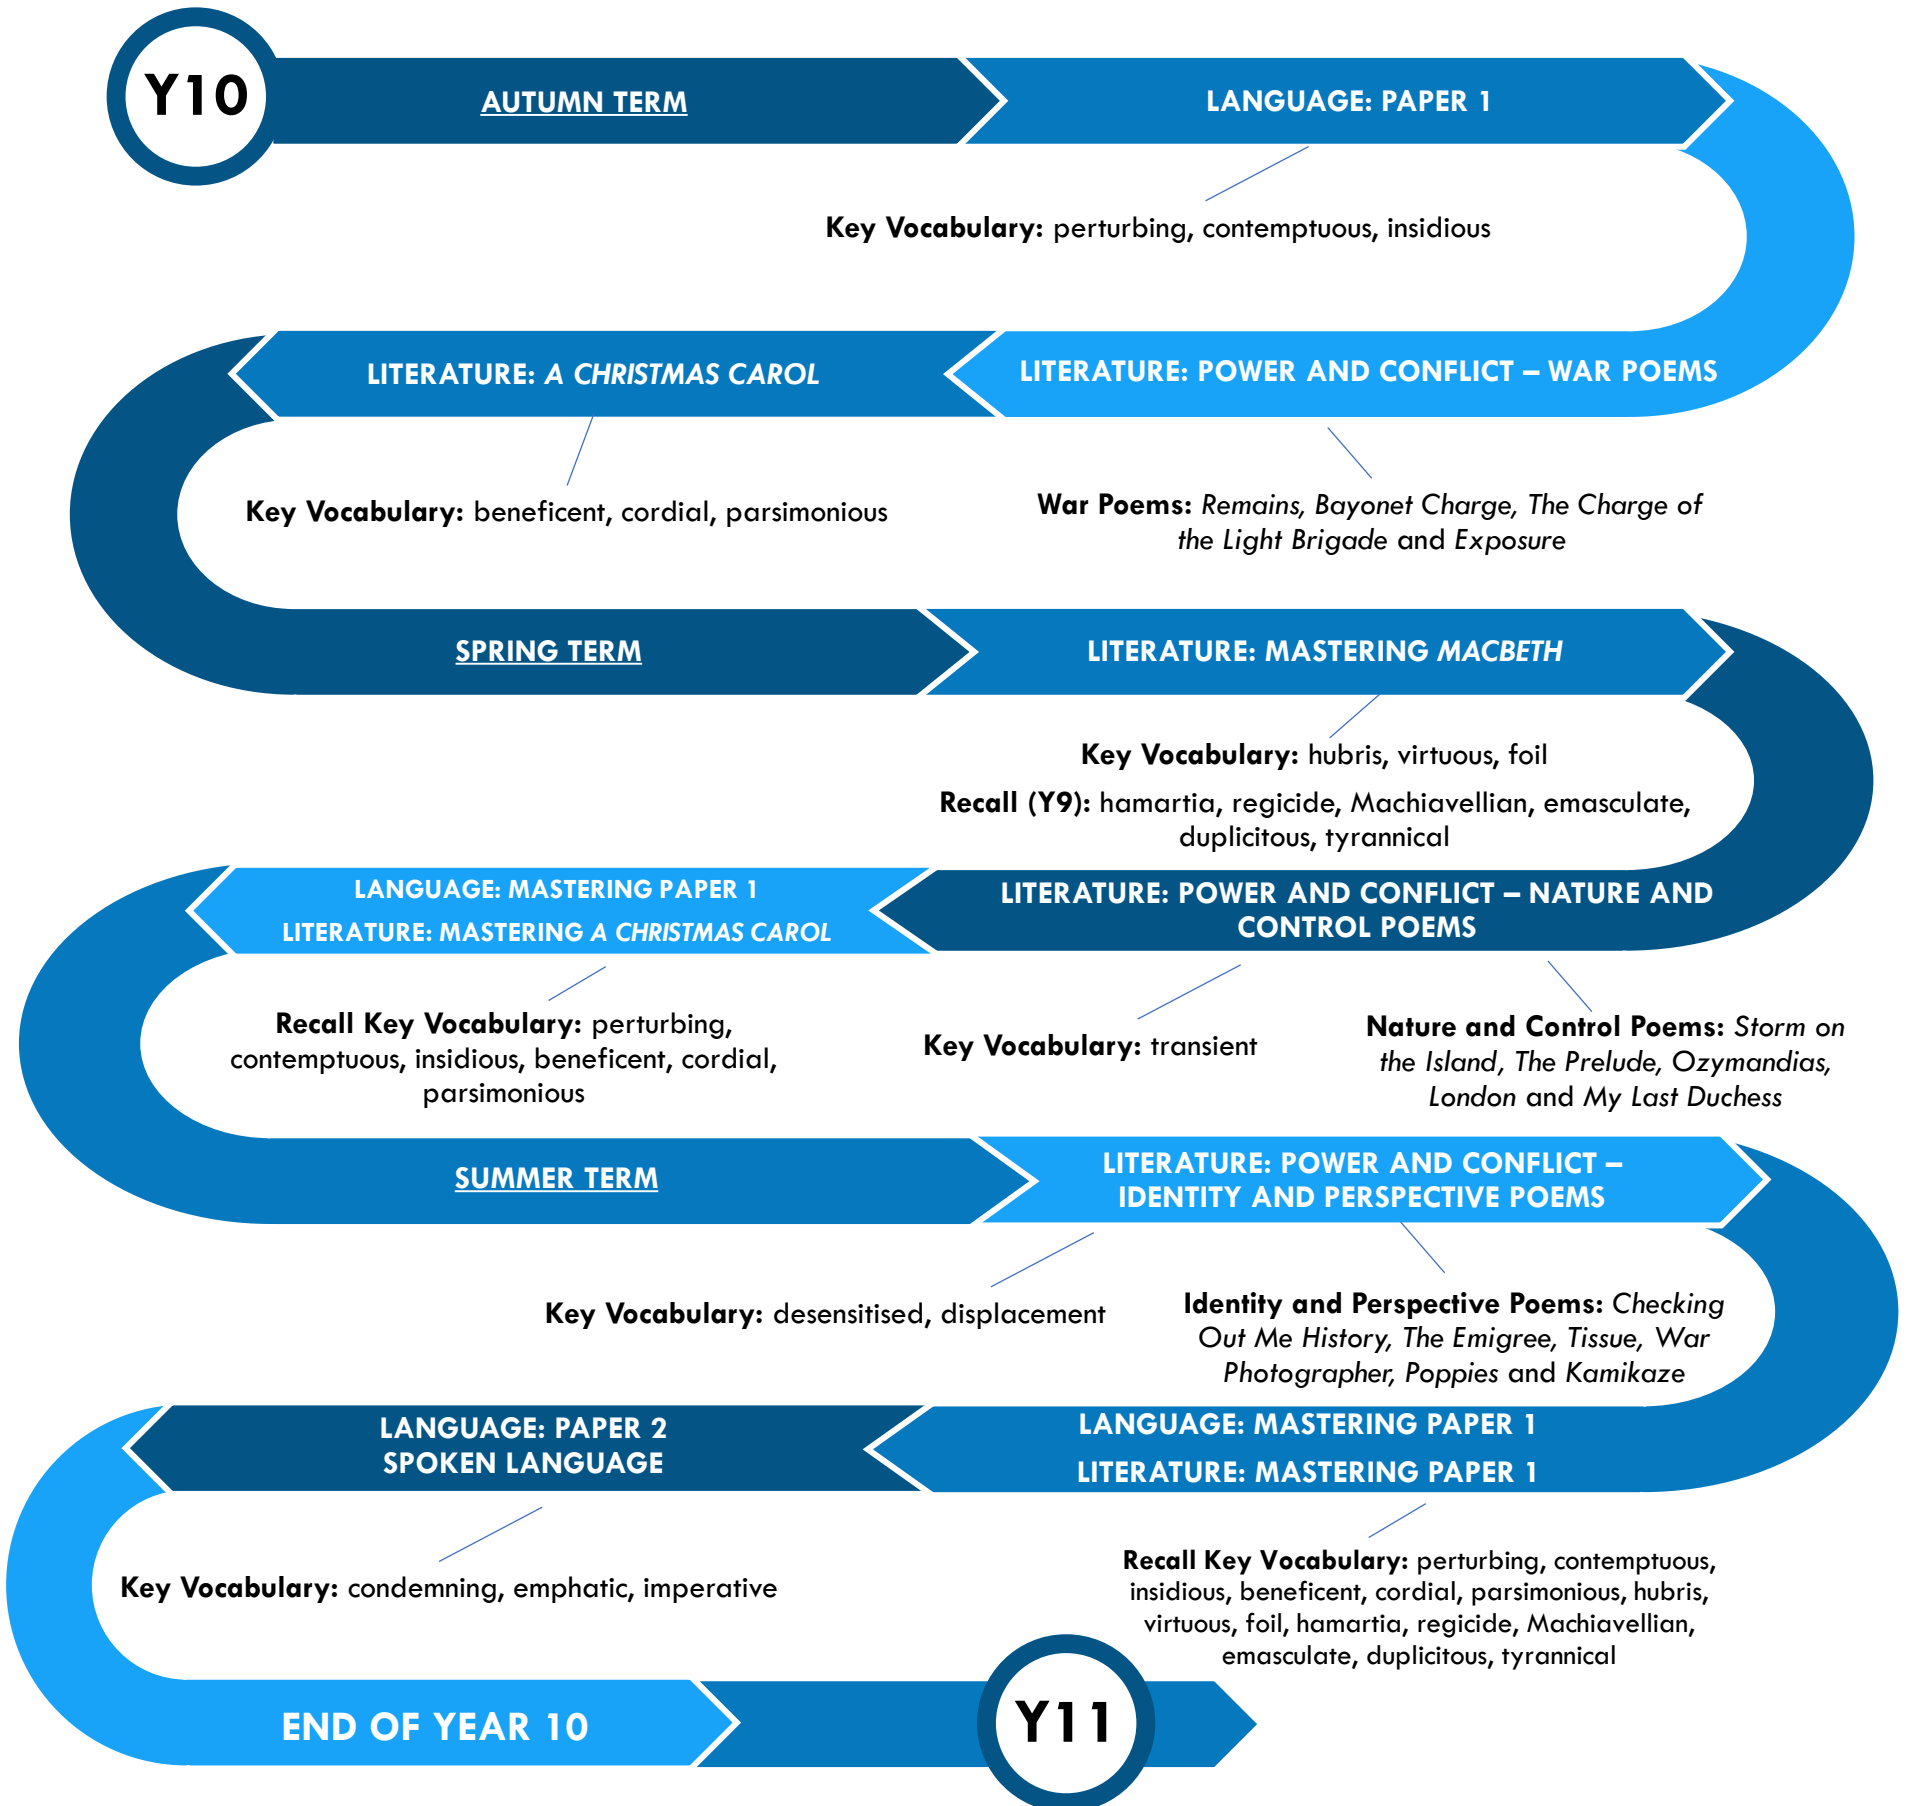 Y10
AUTUMN TERM
LANGUAGE: PAPER 1
Key Vocabulary: perturbing, contemptuous, insidious
LITERATURE: POWER AND CONFLICT – WAR POEMS
War Poems: Remains, Bayonet Charge, The Charge of
the Light Brigade and Exposure
LITERATURE: A CHRISTMAS CAROL
Key Vocabulary: beneficent, cordial, parsimonious
SPRING TERM
LITERATURE: MASTERING MACBETH
Key Vocabulary: hubris, virtuous, foil
Recall (Y9): hamartia, regicide, Machiavellian, emasculate,
duplicitous, tyrannical
LITERATURE: POWER AND CONFLICT – NATURE AND
CONTROL POEMS
Key Vocabulary: transient
Nature and Control Poems: Storm on
the Island, The Prelude, Ozymandias,
London and My Last Duchess
LANGUAGE: MASTERING PAPER 1
LITERATURE: MASTERING A CHRISTMAS CAROL
Recall Key Vocabulary: perturbing,
contemptuous, insidious, beneficent, cordial,
parsimonious
SUMMER TERM
LITERATURE: POWER AND CONFLICT –
IDENTITY AND PERSPECTIVE POEMS
Key Vocabulary: desensitised, displacement
Identity and Perspective Poems: Checking
Out Me History, The Emigree, Tissue, War
Photographer, Poppies and Kamikaze
LANGUAGE: MASTERING PAPER 1
LITERATURE: MASTERING PAPER 1
Recall Key Vocabulary: perturbing, contemptuous,
insidious, beneficent, cordial, parsimonious, hubris,
virtuous, foil, hamartia, regicide, Machiavellian,
emasculate, duplicitous, tyrannical
LANGUAGE: PAPER 2
SPOKEN LANGUAGE
Key Vocabulary: condemning, emphatic, imperative
END OF YEAR 10
Y11